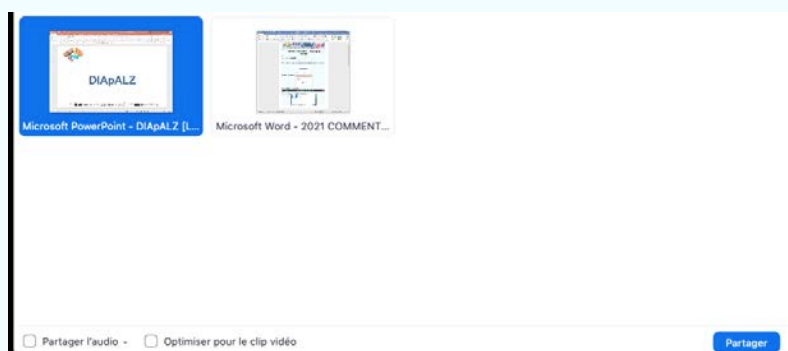 DIApALZ
Microsoft PowerPoint - DIApALZ [L...
Microsoft Word - 2021 COMMENT...
Partager l'audio
Optimiser pour le clip vidéo
Partager